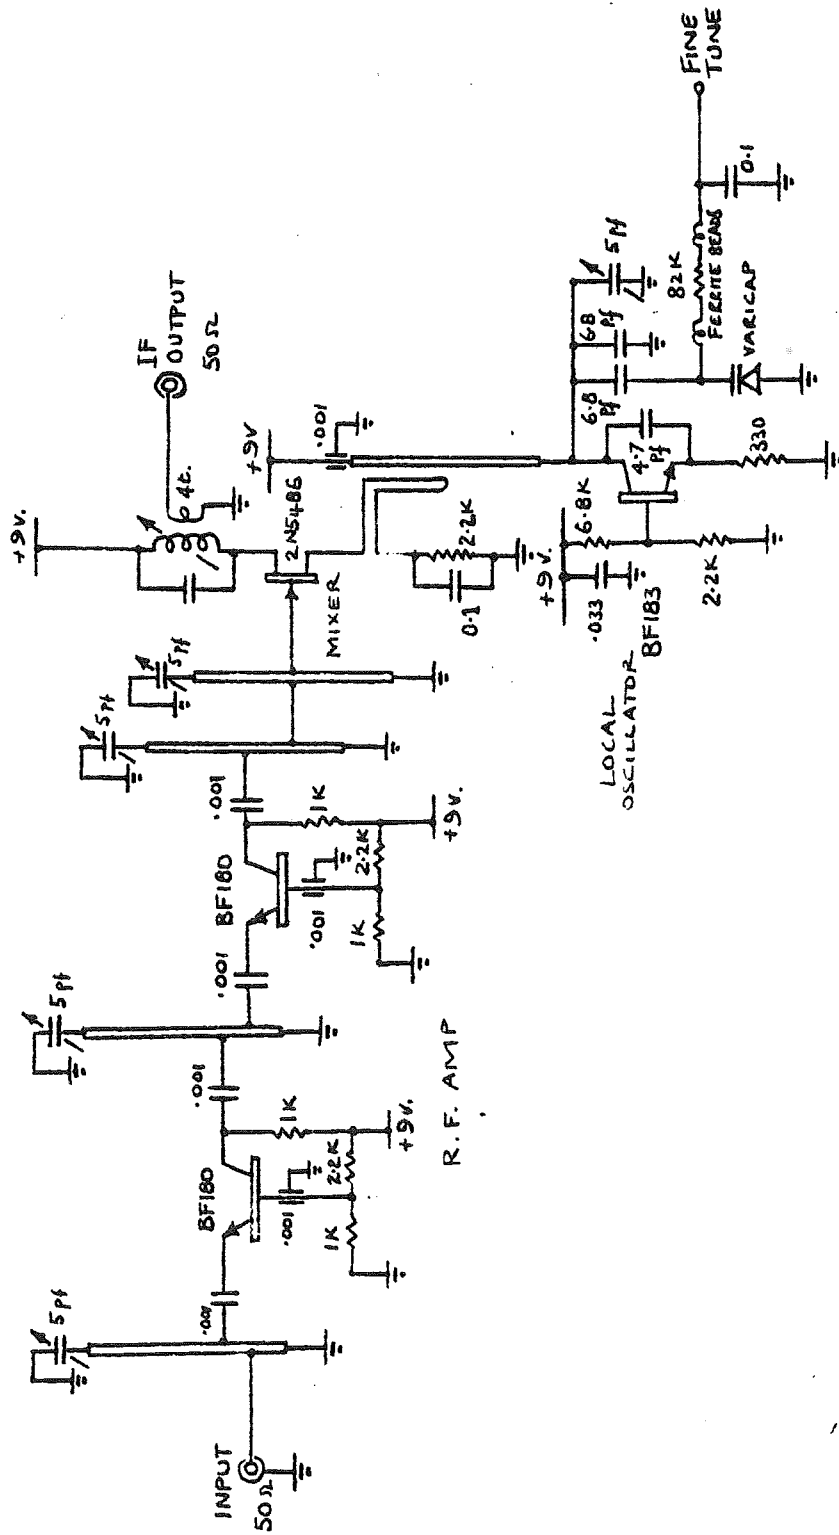 INPUT
50Ω
5pf
.001
BF180
.001
1K
2.2K
1K
+9v.
.001
5pf
R.F. AMP
.001
BF180
.001
1K
2.2K
1K
+9v.
.001
5pf
5pf
MIXER
2N5486
+9v.
4t.
IF
OUTPUT
50Ω
0.1
2.2K
+9v
.001
LOCAL
OSCILLATOR
BF183
+9v.
.033
6.8K
2.2K
4.7
pf
330
6.8
pf
68
pf
5pf
VARICAP
82K
FERRITE BEADS
0.1
FINE
TUNE